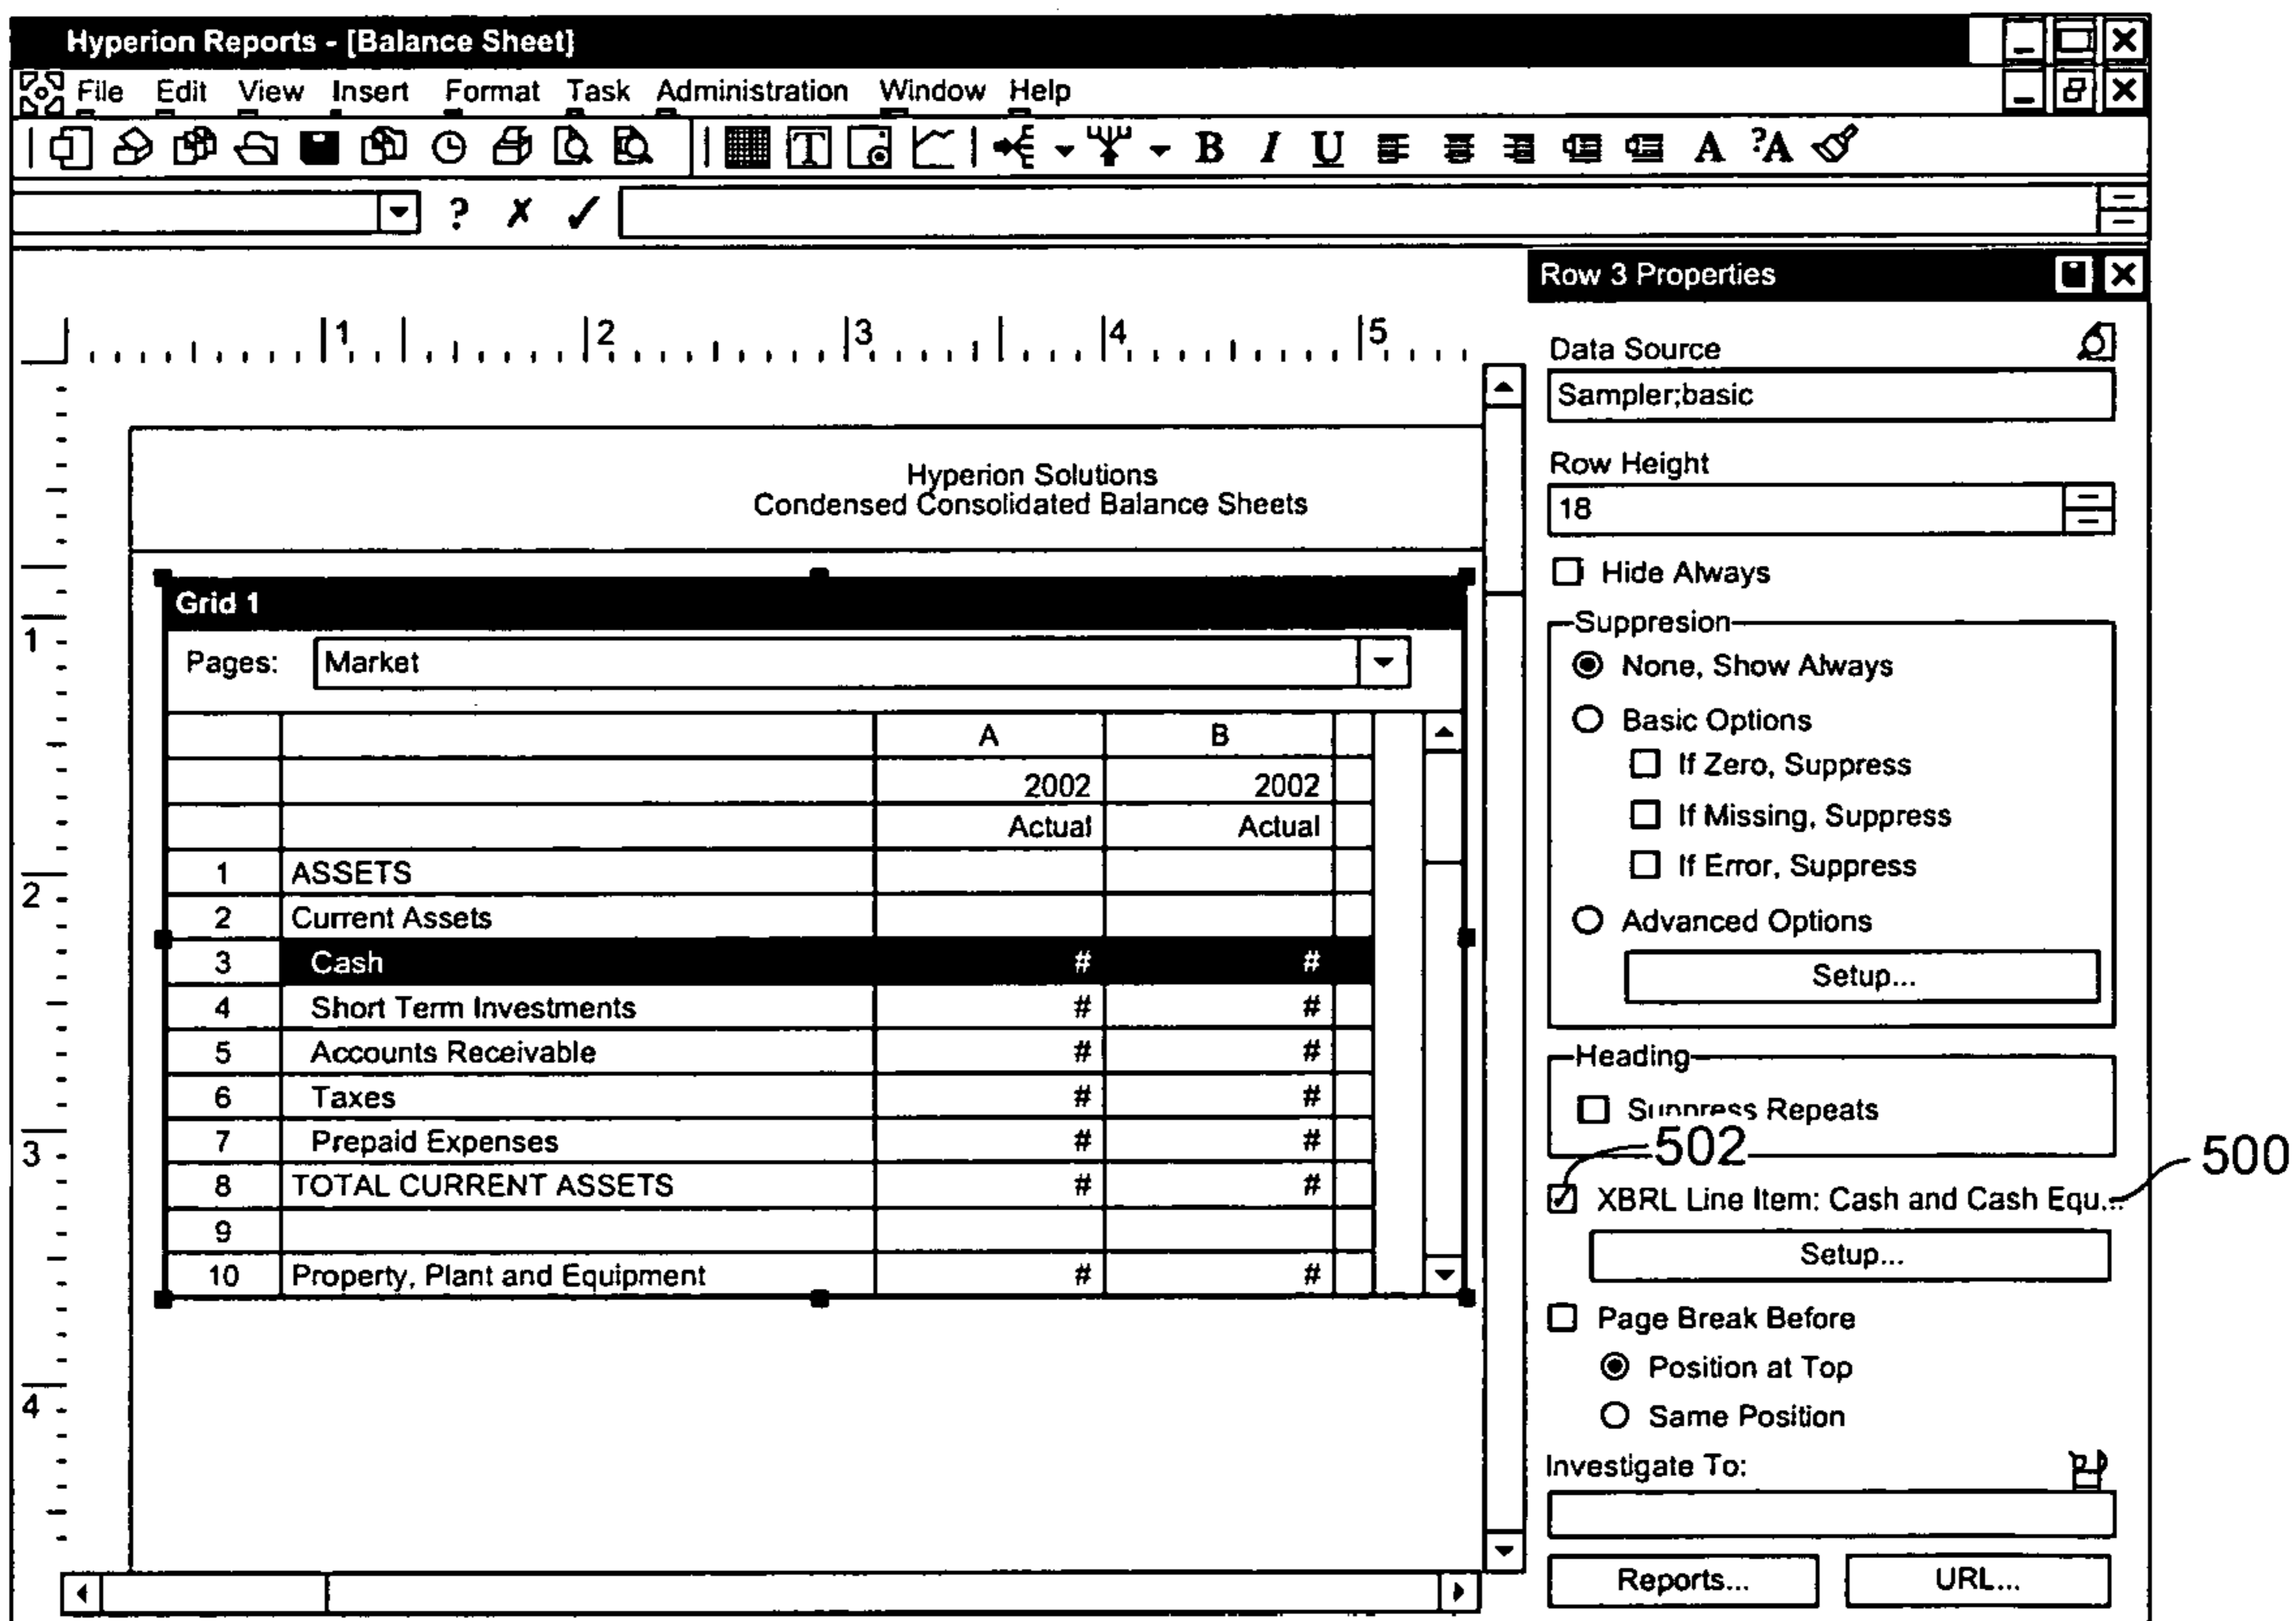 Hyperion Reports - [Balance Sheet]
File Edit View Insert Format Task Administration Window Help
B I U A ?A
? ✗ ✓
Row 3 Properties
1 2 3 4 5
Data Source
Sampler;basic
Hyperion Solutions
Condensed Consolidated Balance Sheets
Row Height
18
Hide Always
Grid 1
Pages: Market
A B
2002 2002
Actual Actual
1 ASSETS
2 Current Assets
3 Cash # #
4 Short Term Investments # #
5 Accounts Receivable # #
6 Taxes # #
7 Prepaid Expenses # #
8 TOTAL CURRENT ASSETS # #
9
10 Property, Plant and Equipment # #
1
2
3
4
Suppresion
None, Show Always
Basic Options
If Zero, Suppress
If Missing, Suppress
If Error, Suppress
Advanced Options
Setup...
Heading
Suppress Repeats
502
500
XBRL Line Item: Cash and Cash Equ...
Setup...
Page Break Before
Position at Top
Same Position
Investigate To:
Reports... URL...